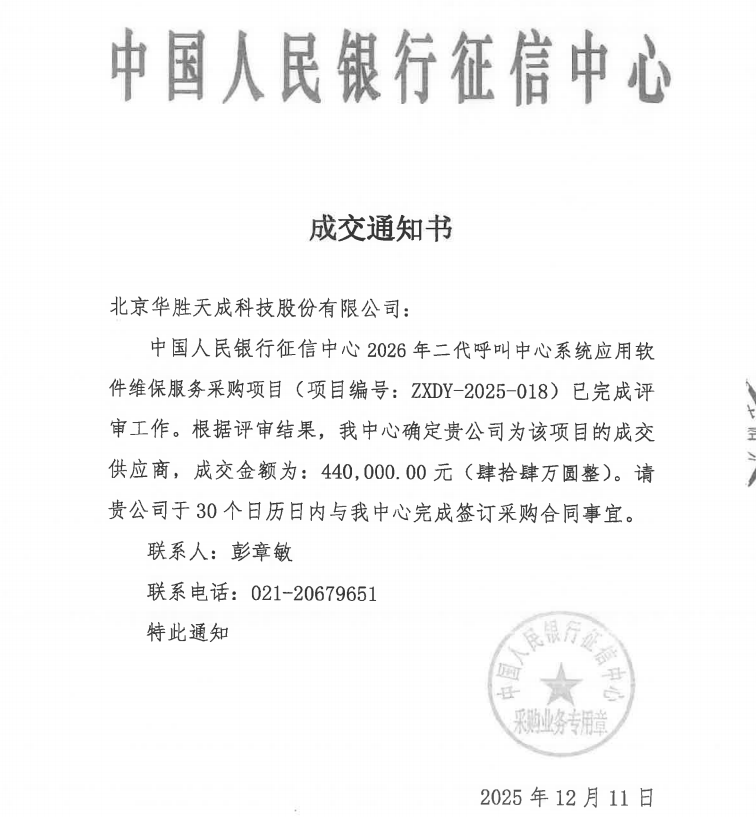 中国人民银行征信中心
成交通知书
北京华胜天成科技股份有限公司：
中国人民银行征信中心 2026 年二代呼叫中心系统应用软
件维保服务采购项目（项目编号：ZXDY-2025-018）已完成评
审工作。根据评审结果，我中心确定贵公司为该项目的成交
供应商，成交金额为：440,000.00 元（肆拾肆万圆整）。请
贵公司于 30 个日历日内与我中心完成签订采购合同事宜。
联系人：彭章敏
联系电话：021-20679651
特此通知
中国人民银行征信中心
采购业务专用章
2025 年 12 月 11 日